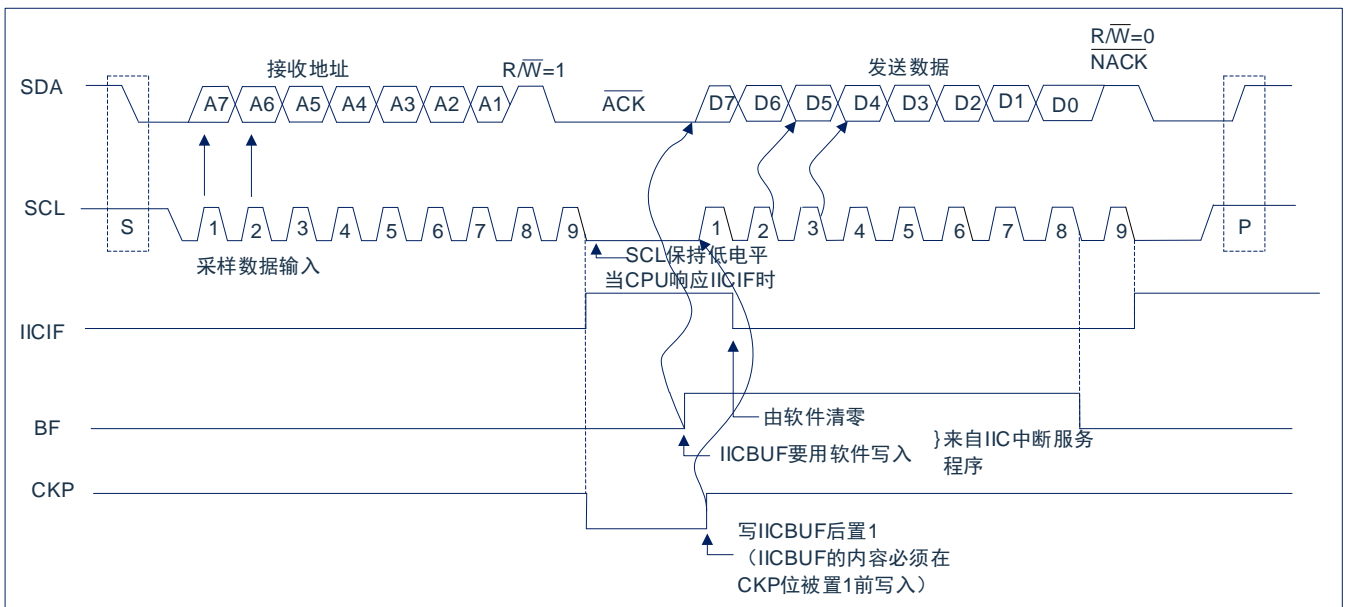 R/W̅=0
R/W̅=1
N̅A̅C̅K̅
接收地址
发送数据
SDA
A7 A6 A5 A4 A3 A2 A1
A̅C̅K̅
D7 D6 D5 D4 D3 D2 D1 D0
SCL
S
1 2 3 4 5 6 7 8 9
1 2 3 4 5 6 7 8 9
P
采样数据输入
SCL保持低电平
当CPU响应IICIF时
IICIF
由软件清零
BF
IICBUF要用软件写入
}来自IIC中断服务
程序
CKP
写IICBUF后置1
（IICBUF的内容必须在
CKP位被置1前写入）